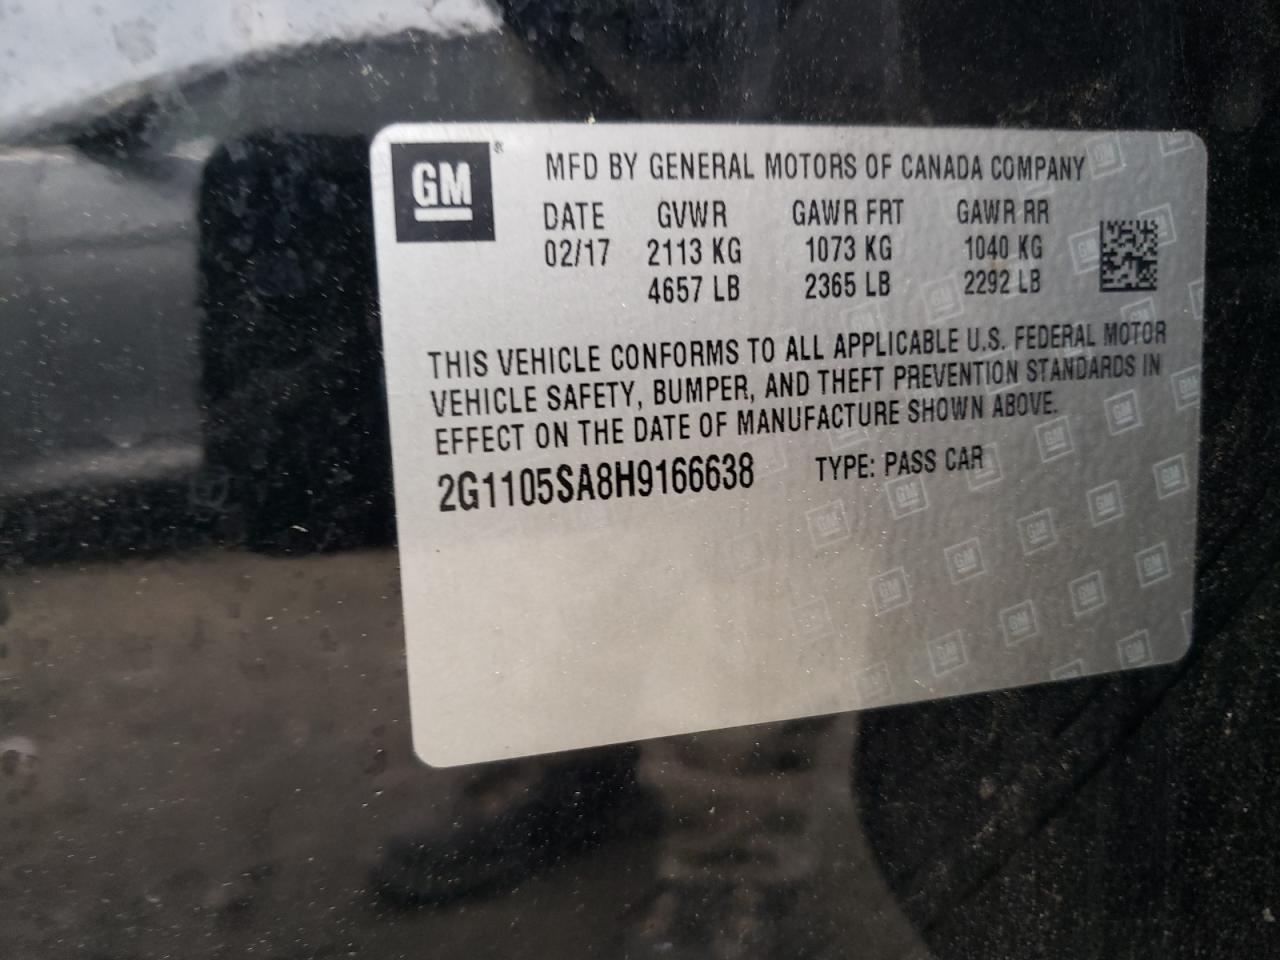 GM
MFD BY GENERAL MOTORS OF CANADA COMPANY
DATE GVWR GAWR FRT GAWR RR
02/17 2113 KG 1073 KG 1040 KG
4657 LB 2365 LB 2292 LB
THIS VEHICLE CONFORMS TO ALL APPLICABLE U.S. FEDERAL MOTOR
VEHICLE SAFETY, BUMPER, AND THEFT PREVENTION STANDARDS IN
EFFECT ON THE DATE OF MANUFACTURE SHOWN ABOVE.
2G1105SA8H9166638 TYPE: PASS CAR